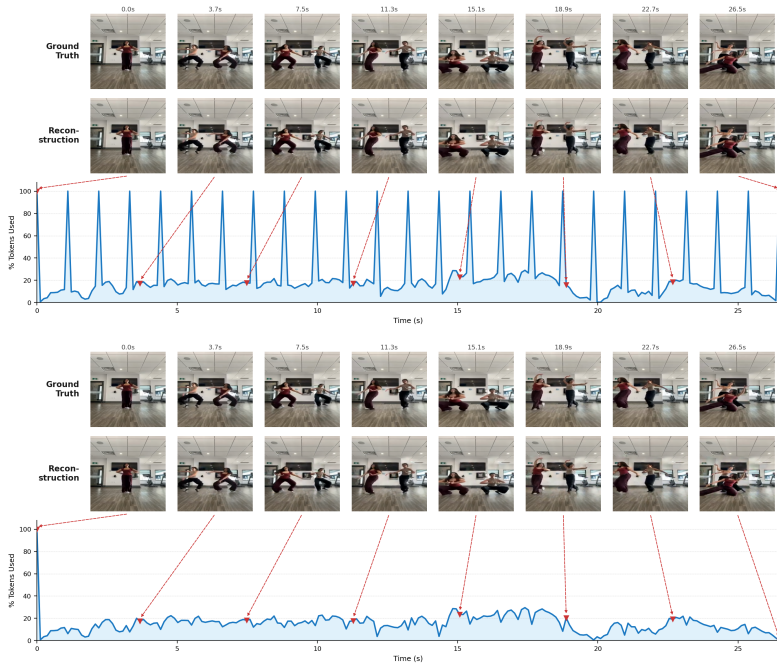 0.0s 3.7s 7.5s 11.3s 15.1s 18.9s 22.7s 26.5s
Ground
Truth
Recon-
struction
% Tokens Used
100
80
60
40
20
0
0 5 10 15 20 25
Time (s)
0.0s 3.7s 7.5s 11.3s 15.1s 18.9s 22.7s 26.5s
Ground
Truth
Recon-
struction
% Tokens Used
100
80
60
40
20
0
0 5 10 15 20 25
Time (s)